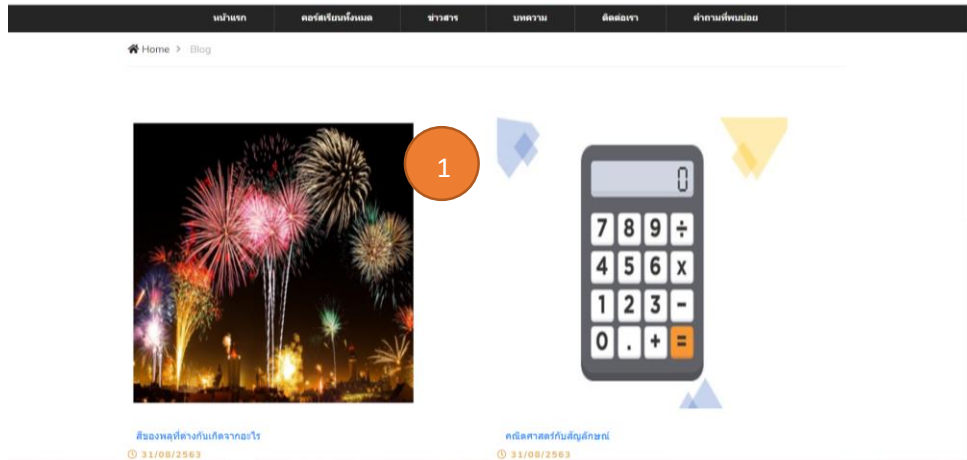 หน้าแรก คอร์สเรียนทั้งหมด ข่าวสาร บทความ ติดต่อเรา คำถามที่พบบ่อย
Home > Blog
1
0
7 8 9 ÷
4 5 6 x
1 2 3 -
0 . + =
สีของพลุที่ต่างกันเกิดจากอะไร
31/08/2563
คณิตศาสตร์กับสัญลักษณ์
31/08/2563